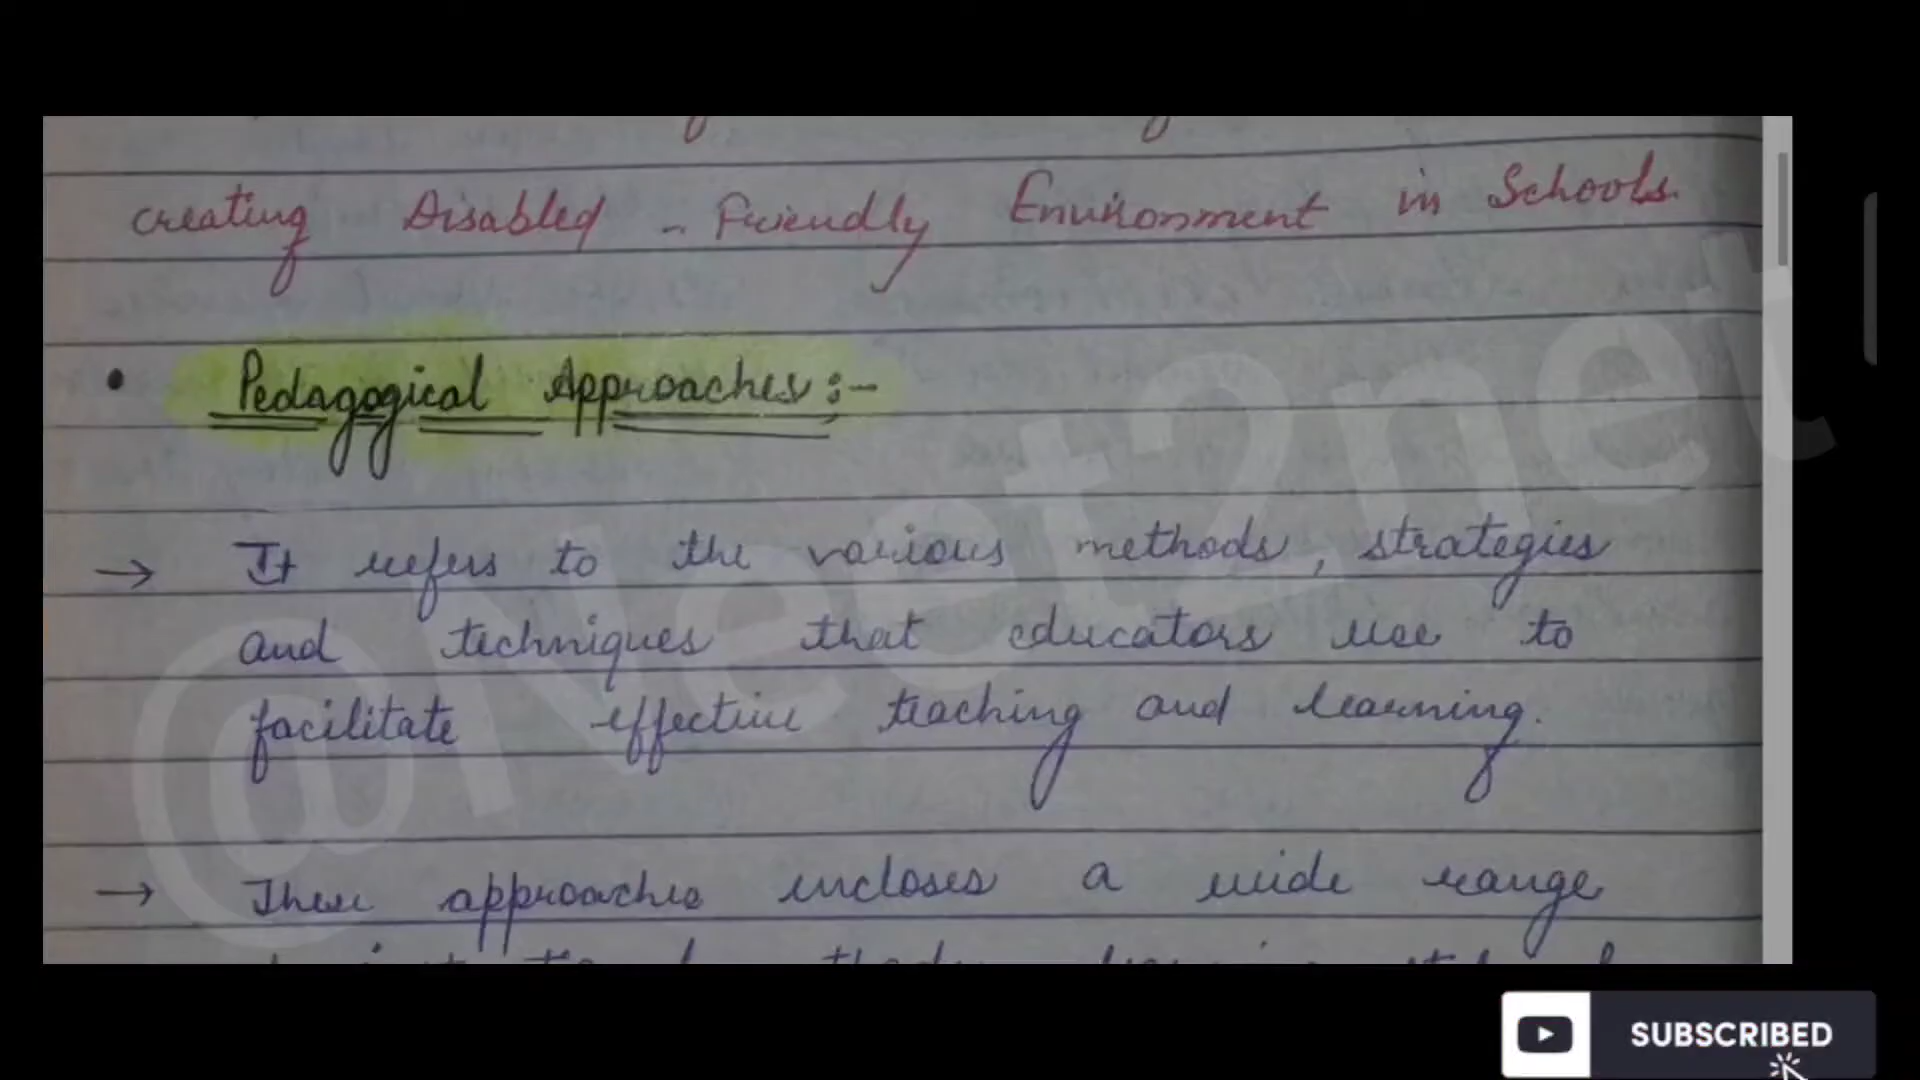 creating Disabled - Friendly Environment in Schools.
• Pedagogical Approaches :-
→ It refers to the various methods, strategies
and techniques that educators use to
facilitate effective teaching and learning.
→ These approaches encloses a wide range
@Neet2net
SUBSCRIBED